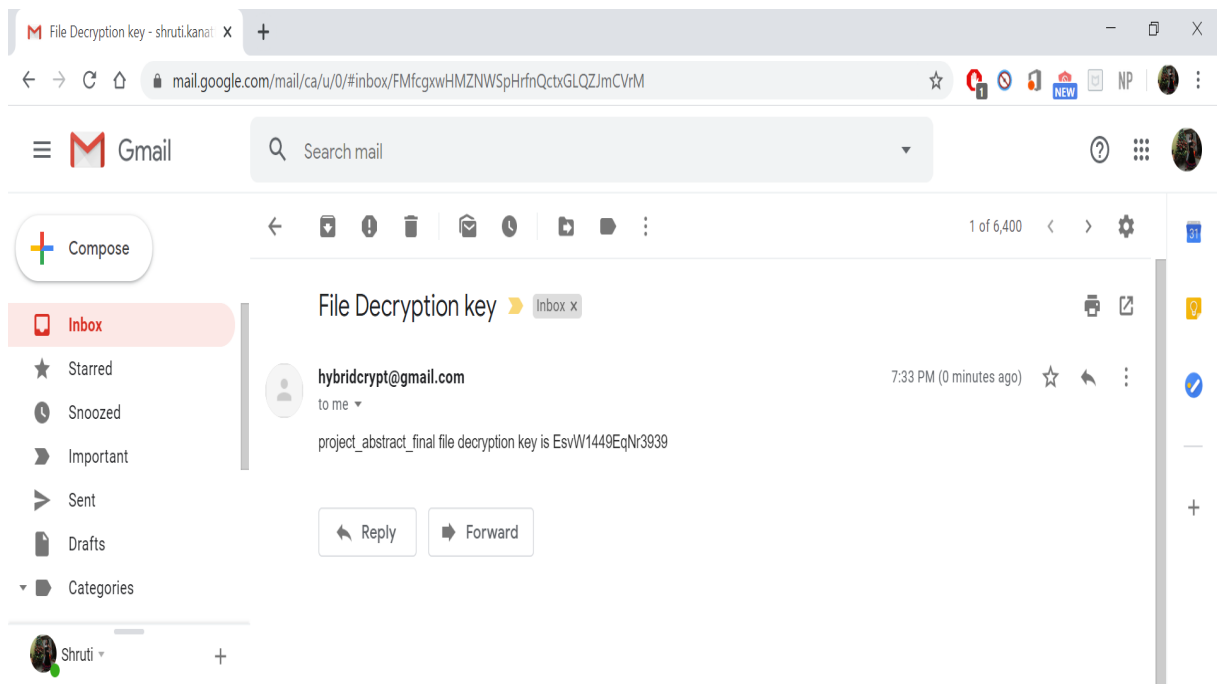 File Decryption key - shruti.kanat
mail.google.com/mail/ca/u/0/#inbox/FMfcgxwHMZNWSpHrfnQctxGLQZJmCVrM
1
NEW
NP
Gmail
Search mail
Compose
1 of 6,400
31
File Decryption key
Inbox x
Inbox
Starred
hybridcrypt@gmail.com
7:33 PM (0 minutes ago)
to me
Snoozed
project_abstract_final file decryption key is EsvW1449EqNr3939
Important
Sent
Reply
Forward
Drafts
Categories
Shruti